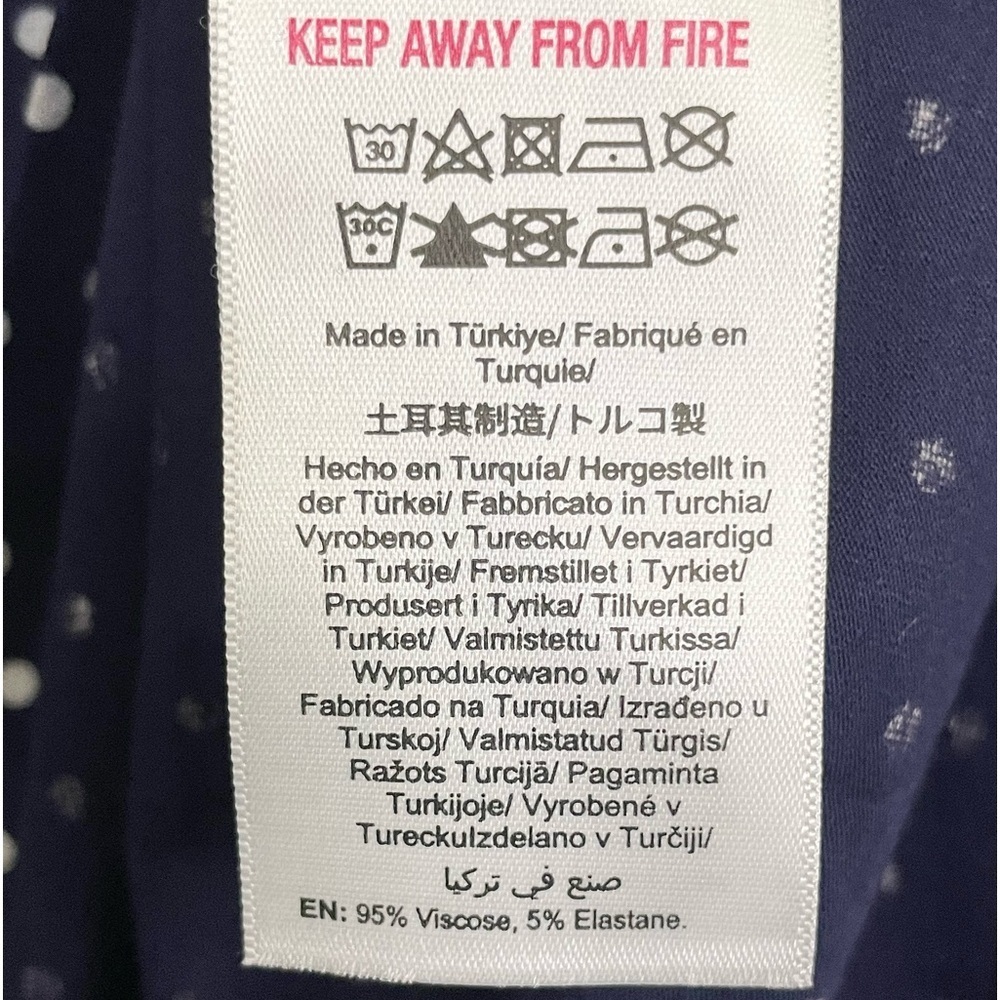 KEEP AWAY FROM FIRE
30
30C
Made in Türkiye/ Fabriqué en
Turquie/
土耳其制造/トルコ製
Hecho en Turquía/ Hergestellt in
der Türkei/ Fabbricato in Turchia/
Vyrobeno v Turecku/ Vervaardigd
in Turkije/ Fremstillet i Tyrkiet/
Produsert i Tyrika/ Tillverkad i
Turkiet/ Valmistettu Turkissa/
Wyprodukowano w Turcji/
Fabricado na Turquia/ Izrađeno u
Turskoj/ Valmistatud Türgis/
Ražots Turcijā/ Pagaminta
Turkijoje/ Vyrobené v
TureckuIzdelano v Turčiji/
صنع في تركيا
EN: 95% Viscose, 5% Elastane.